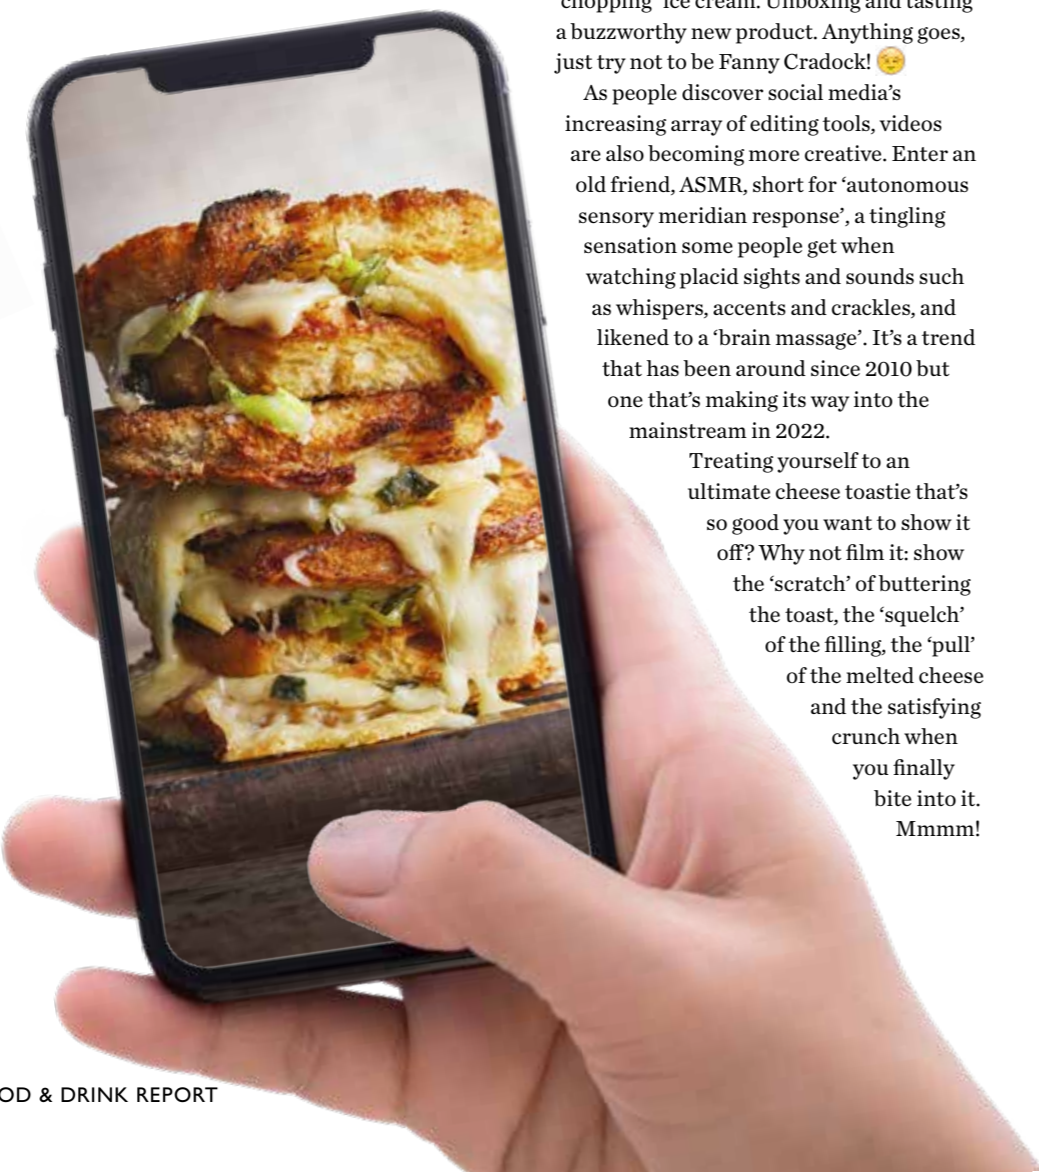 ‘chopping’ ice cream. Unboxing and tasting
a buzzworthy new product. Anything goes,
just try not to be Fanny Cradock! 😉
As people discover social media’s
increasing array of editing tools, videos
are also becoming more creative. Enter an
old friend, ASMR, short for ‘autonomous
sensory meridian response’, a tingling
sensation some people get when
watching placid sights and sounds such
as whispers, accents and crackles, and
likened to a ‘brain massage’. It’s a trend
that has been around since 2010 but
one that’s making its way into the
mainstream in 2022.
Treating yourself to an
ultimate cheese toastie that’s
so good you want to show it
off? Why not film it: show
the ‘scratch’ of buttering
the toast, the ‘squelch’
of the filling, the ‘pull’
of the melted cheese
and the satisfying
crunch when
you finally
bite into it.
Mmmm!
OD & DRINK REPORT